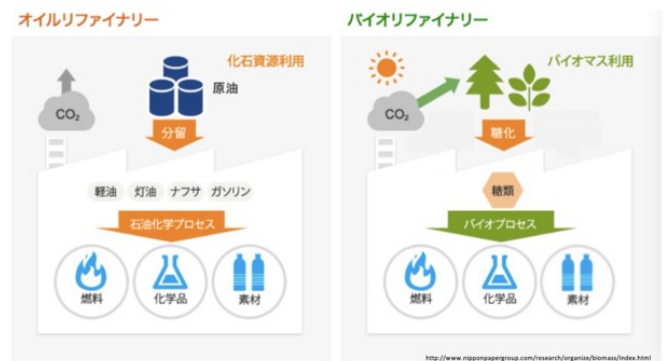 オイルリファイナリー
化石資源利用
原油
CO₂
分留
軽油 灯油 ナフサ ガソリン
石油化学プロセス
燃料 化学品 素材
バイオリファイナリー
バイオマス利用
CO₂
糖化
糖類
バイオプロセス
燃料 化学品 素材
http://www.nipponpapergroup.com/research/organize/biomass/index.html